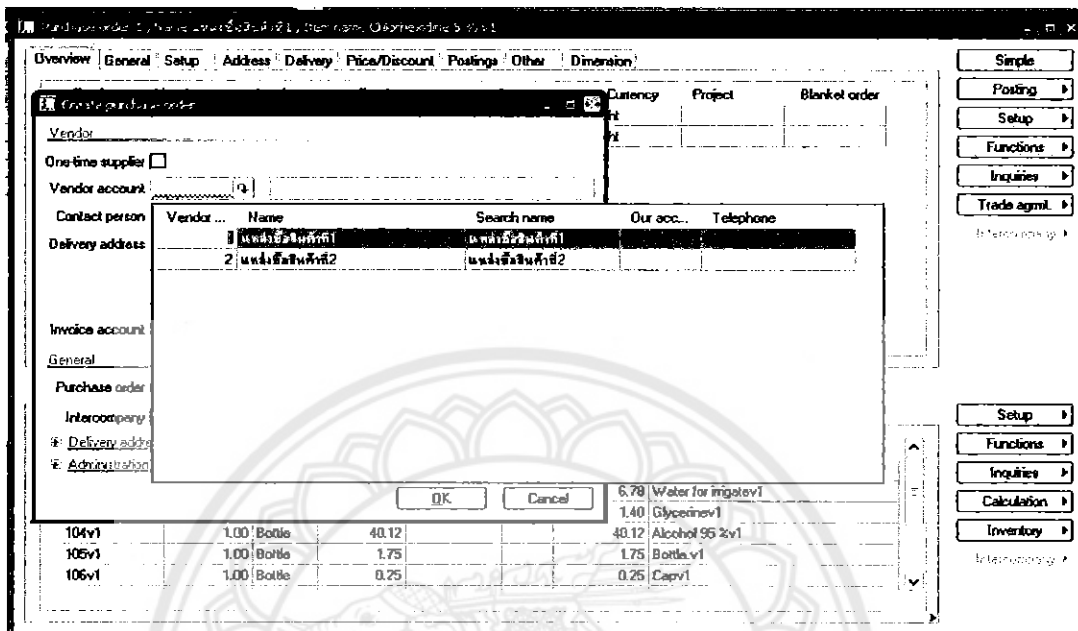 Purchase order
Overview General Setup Address Delivery Price/Discount Postings Other Dimension
Simple
Posting
Setup
Functions
Inquiries
Trade agmt.
Create purchase order
Currency Project Blanket order
Vendor
One-time supplier
Vendor account
Contact person
Delivery address
Vendor ... Name Search name Our acc... Telephone
1 แหล่งซื้อสินค้าที่1 แหล่งซื้อสินค้าที่1
2 แหล่งซื้อสินค้าที่2 แหล่งซื้อสินค้าที่2
Invoice account
General
Purchase order
Intercompany
Delivery addre
Administration
OK Cancel
Setup
Functions
Inquiries
Calculation
Inventory
6.78 Water for irrigatev1
1.40 Glycerinev1
104v1 1.00 Bottle 40.12 40.12 Alcohol 95 %v1
105v1 1.00 Bottle 1.75 1.75 Bottle.v1
106v1 1.00 Bottle 0.25 0.25 Capv1